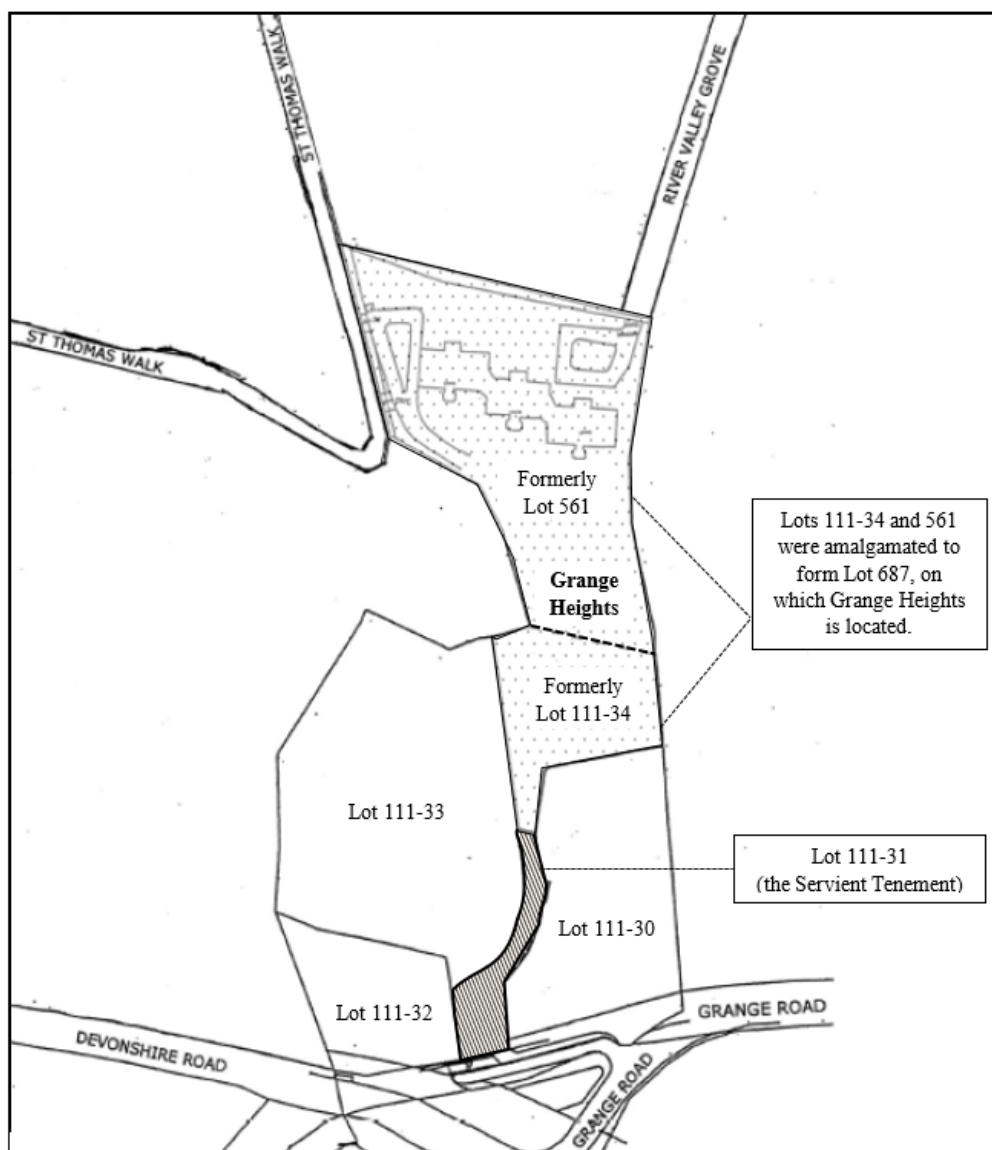 ST THOMAS WALK
RIVER VALLEY GROVE
ST THOMAS WALK
Formerly
Lot 561
Lots 111-34 and 561
were amalgamated to
form Lot 687, on
which Grange Heights
is located.
Grange
Heights
Formerly
Lot 111-34
Lot 111-33
Lot 111-31
(the Servient Tenement)
Lot 111-30
Lot 111-32
GRANGE ROAD
DEVONSHIRE ROAD
GRANGE ROAD